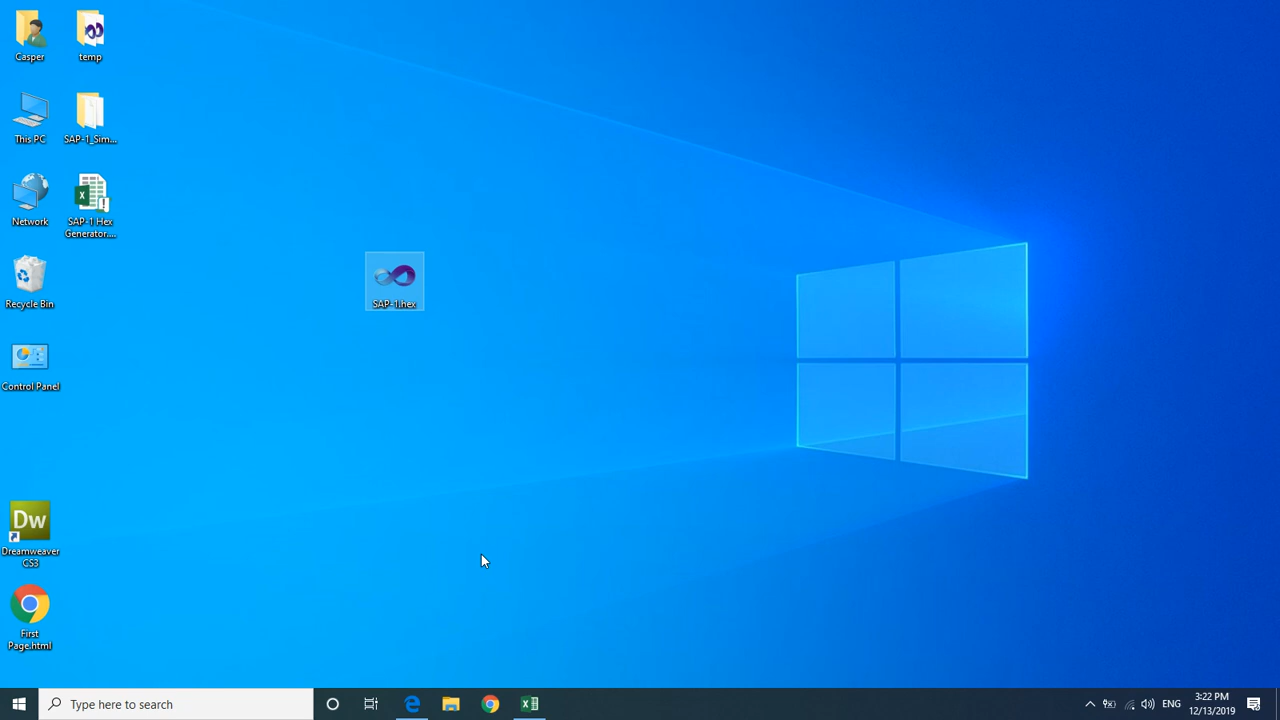 Casper
temp
This PC
SAP-1_Sim...
Network
SAP-1 Hex
Generator....
Recycle Bin
SAP-1.hex
Control Panel
Dw
Dreamweaver
CS3
First
Page.html
Type here to search
ENG
3:22 PM
12/13/2019